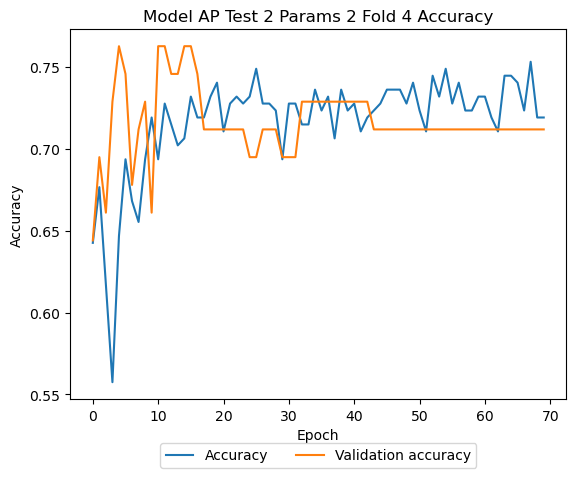 Model AP Test 2 Params 2 Fold 4 Accuracy
0.75
0.70
0.65
0.60
0.55
Accuracy
0 10 20 30 40 50 60 70
Epoch
Accuracy Validation accuracy